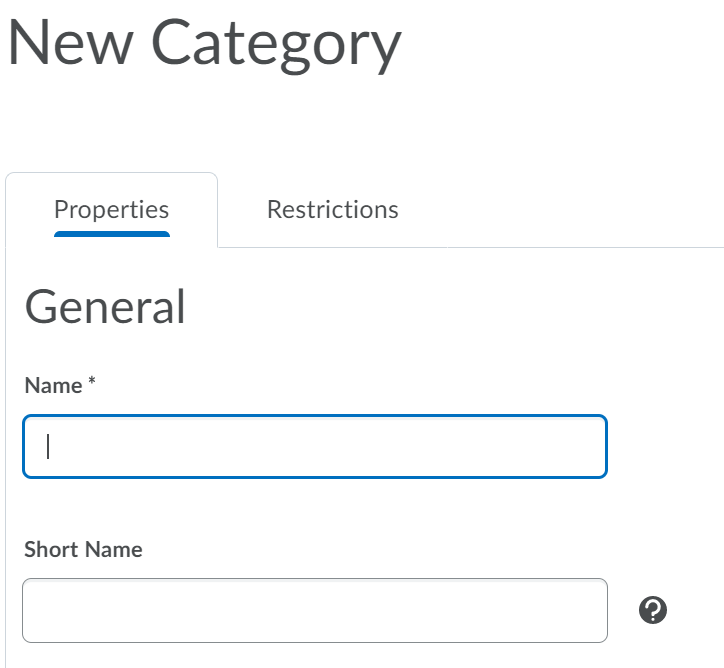 New Category
Properties Restrictions
General
Name *
Short Name
?